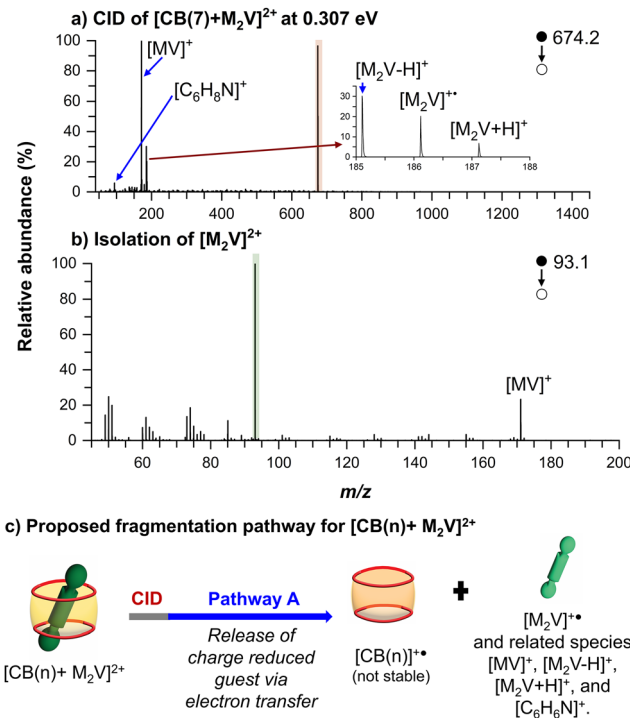 a) CID of [CB(7)+M₂V]²⁺ at 0.307 eV
100
80
60
40
20
0
[MV]⁺
[C₆H₈N]⁺
[M₂V-H]⁺
[M₂V]⁺•
[M₂V+H]⁺
30
20
10
0
185
186
187
188
674.2
200
400
600
800
1000
1200
1400
Relative abundance (%)
b) Isolation of [M₂V]²⁺
100
80
60
40
20
0
93.1
[MV]⁺
60
80
100
120
140
160
180
200
m/z
c) Proposed fragmentation pathway for [CB(n)+ M₂V]²⁺
[CB(n)+ M₂V]²⁺
CID
Pathway A
Release of
charge reduced
guest via
electron transfer
[CB(n)]⁺•
(not stable)
+
[M₂V]⁺•
and related species
[MV]⁺, [M₂V-H]⁺,
[M₂V+H]⁺, and
[C₆H₆N]⁺.